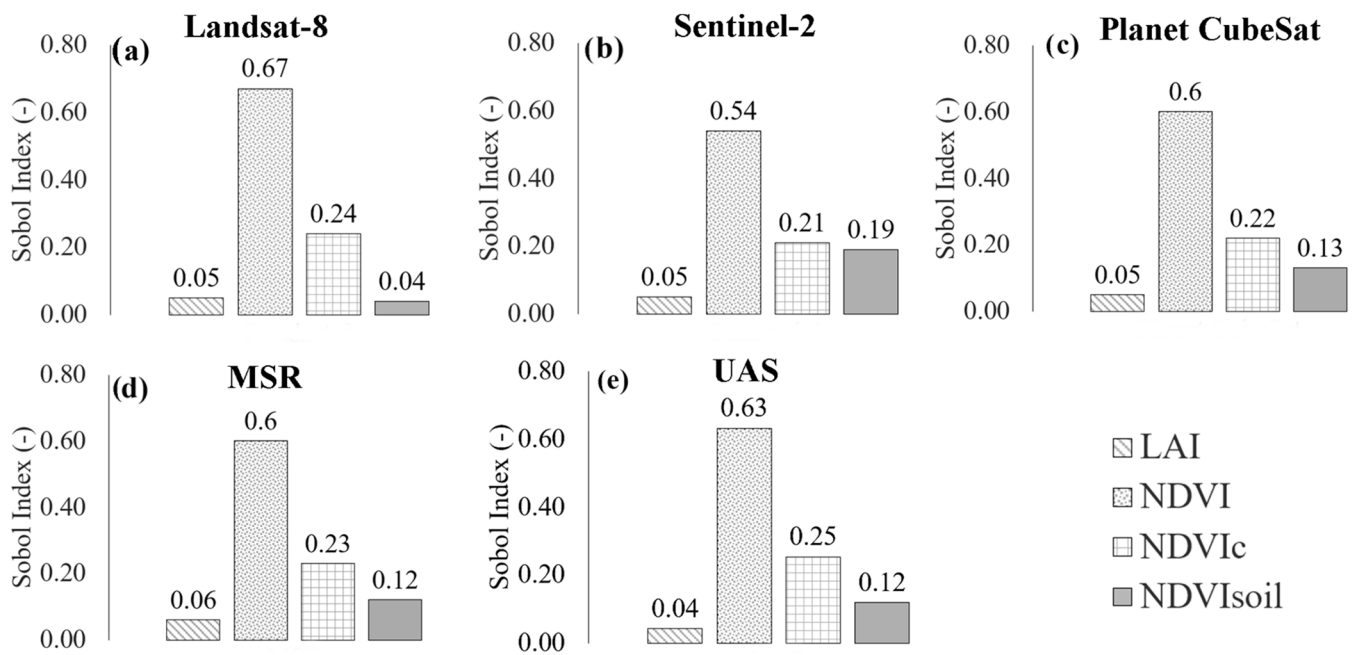 Landsat-8
(a)
Sobol Index (-)
0.80
0.60
0.40
0.20
0.00
0.05
0.67
0.24
0.04
Sentinel-2
(b)
Sobol Index (-)
0.80
0.60
0.40
0.20
0.00
0.05
0.54
0.21
0.19
Planet CubeSat
(c)
Sobol Index (-)
0.80
0.60
0.40
0.20
0.00
0.05
0.6
0.22
0.13
MSR
(d)
Sobol Index (-)
0.80
0.60
0.40
0.20
0.00
0.06
0.6
0.23
0.12
UAS
(e)
Sobol Index (-)
0.80
0.60
0.40
0.20
0.00
0.04
0.63
0.25
0.12
LAI
NDVI
NDVIc
NDVIsoil